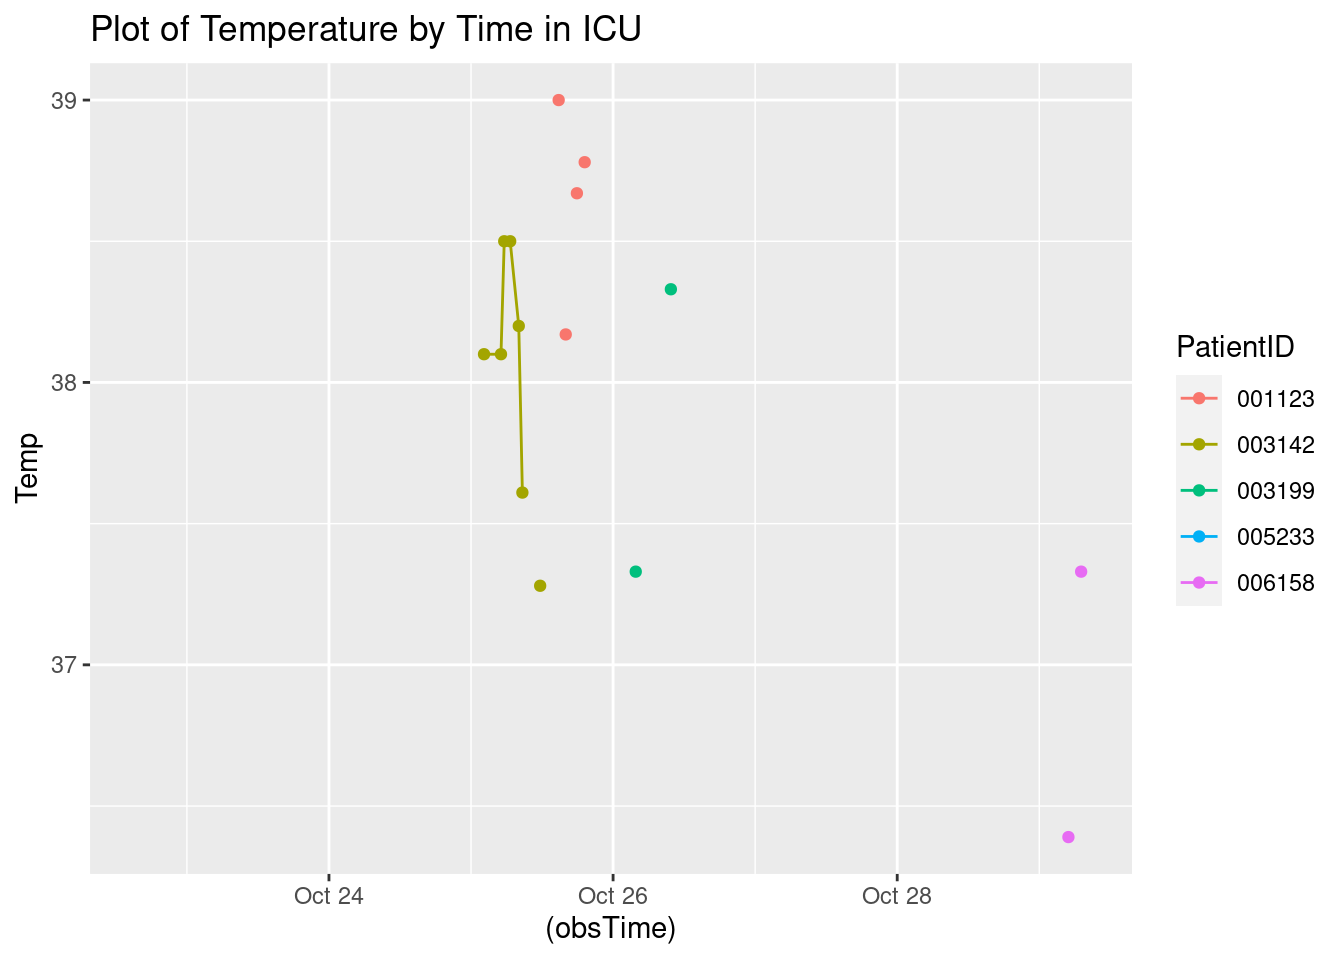 Plot of Temperature by Time in ICU
39
38
37
Temp
Oct 24
Oct 26
Oct 28
(obsTime)
PatientID
001123
003142
003199
005233
006158